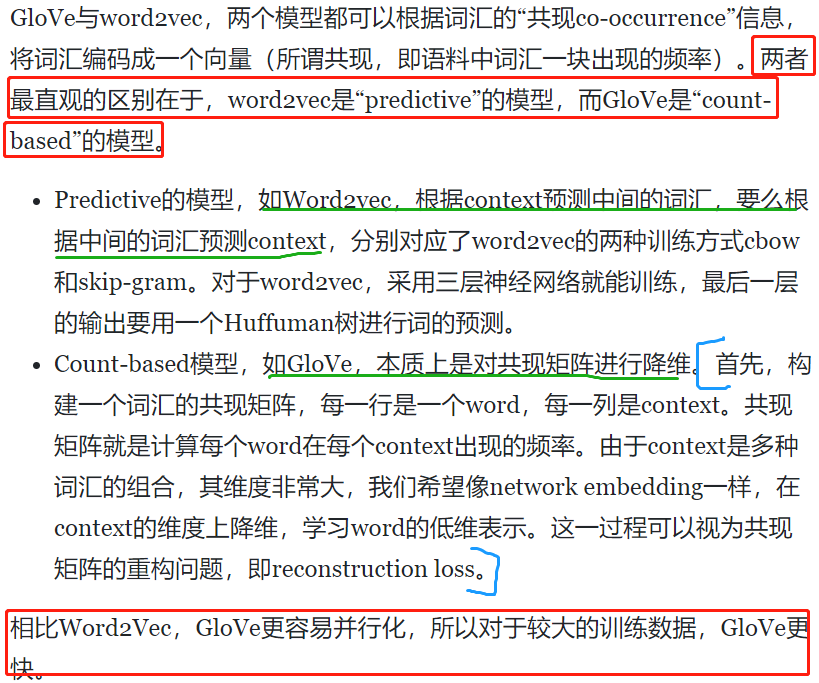 GloVe与word2vec，两个模型都可以根据词汇的“共现co-occurrence”信息，
将词汇编码成一个向量（所谓共现，即语料中词汇一块出现的频率）。两者
最直观的区别在于，word2vec是“predictive”的模型，而GloVe是“count-
based”的模型。
• Predictive的模型，如Word2vec，根据context预测中间的词汇，要么根
据中间的词汇预测context，分别对应了word2vec的两种训练方式cbow
和skip-gram。对于word2vec，采用三层神经网络就能训练，最后一层
的输出要用一个Huffuman树进行词的预测。
• Count-based模型，如GloVe，本质上是对共现矩阵进行降维。首先，构
建一个词汇的共现矩阵，每一行是一个word，每一列是context。共现
矩阵就是计算每个word在每个context出现的频率。由于context是多种
词汇的组合，其维度非常大，我们希望像network embedding一样，在
context的维度上降维，学习word的低维表示。这一过程可以视为共现
矩阵的重构问题，即reconstruction loss。
相比Word2Vec，GloVe更容易并行化，所以对于较大的训练数据，GloVe更
快。